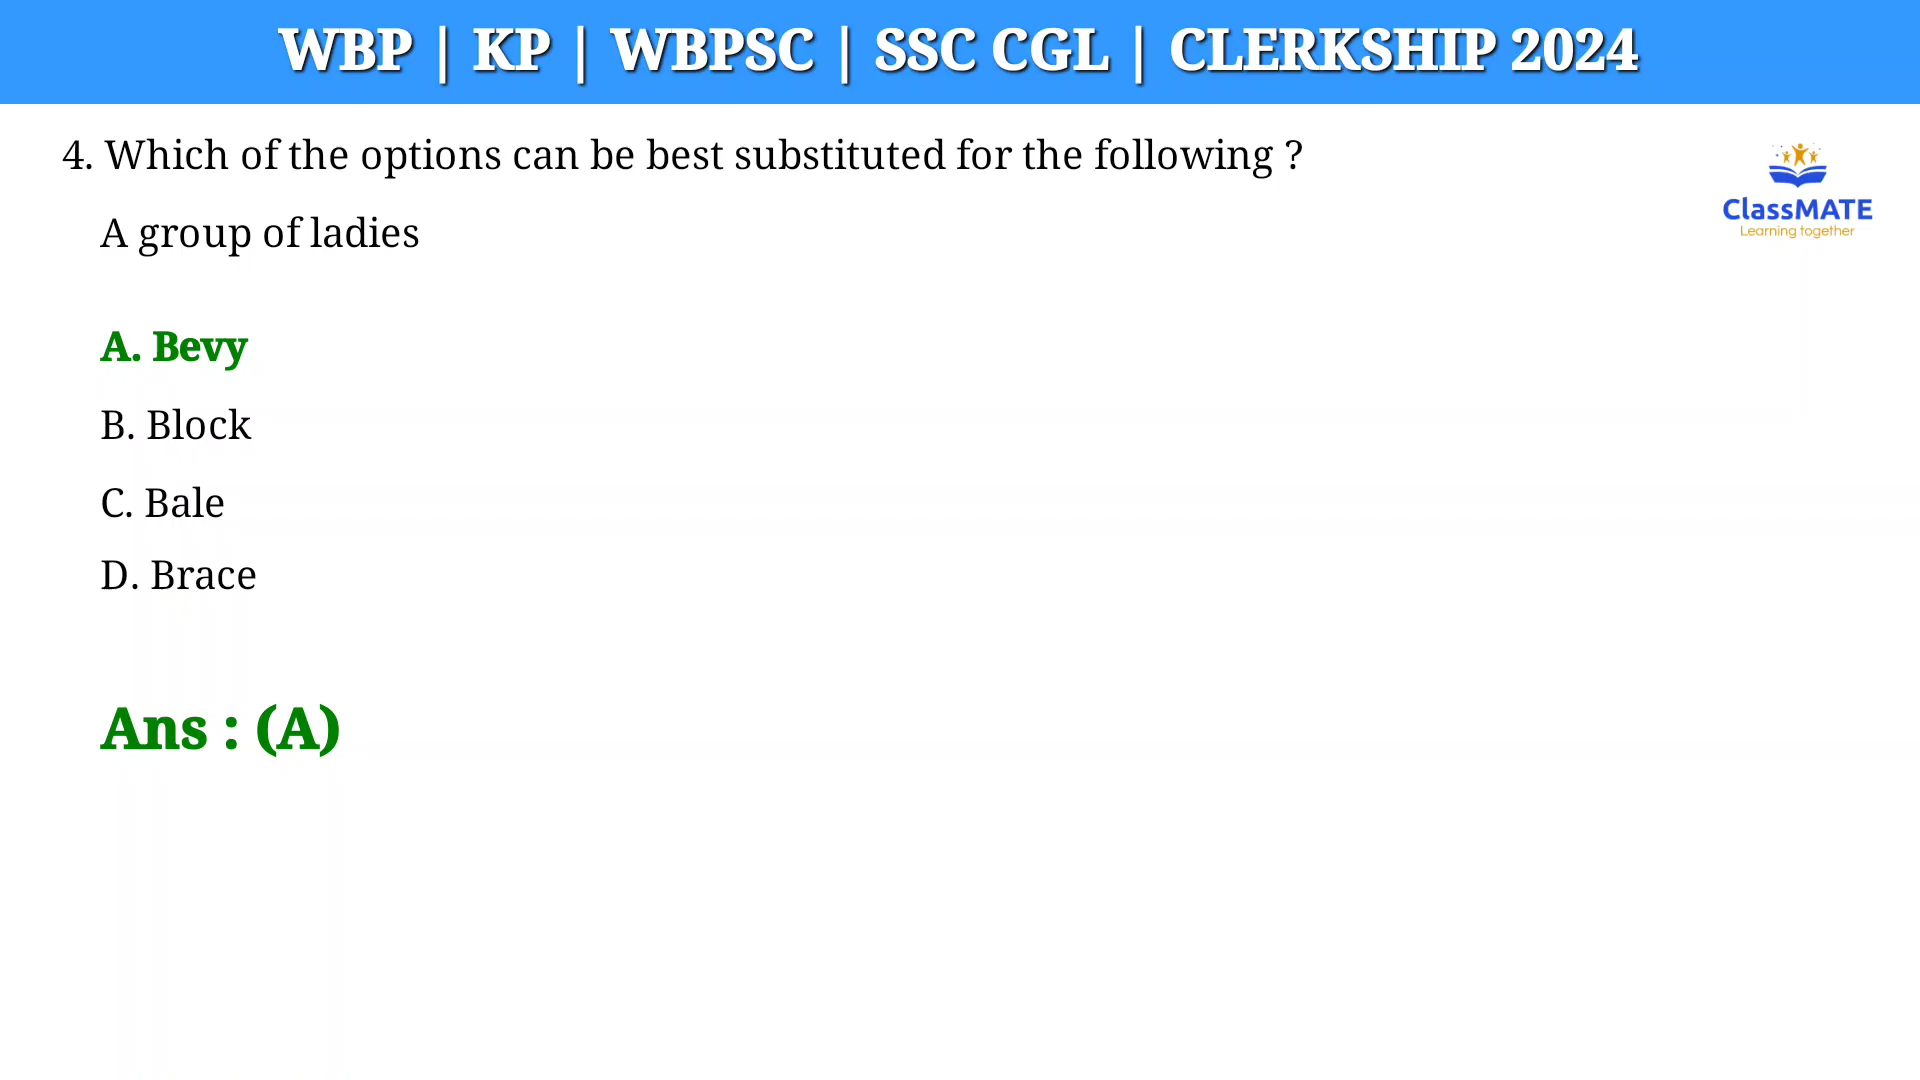 WBP | KP | WBPSC | SSC CGL | CLERKSHIP 2024
4. Which of the options can be best substituted for the following ?
A group of ladies
ClassMATE
Learning together
A. Bevy
B. Block
C. Bale
D. Brace
Ans : (A)